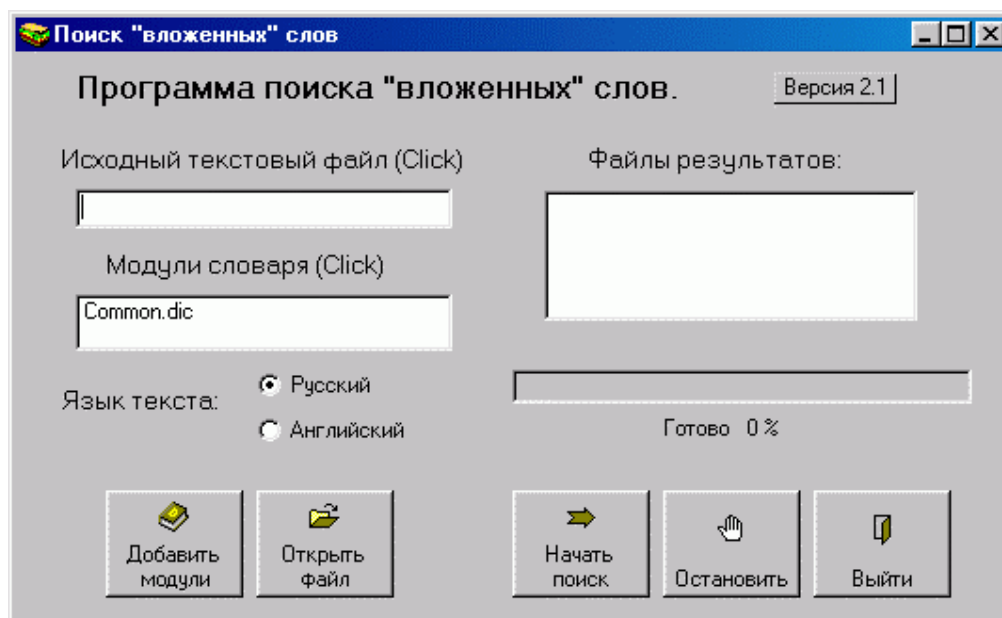 Поиск "вложенных" слов
Программа поиска "вложенных" слов.
Версия 2.1
Исходный текстовый файл (Click)
Модули словаря (Click)
Common.dic
Язык текста:
Русский
Английский
Файлы результатов:
Готово 0 %
Добавить
модули
Открыть
файл
Начать
поиск
Остановить
Выйти